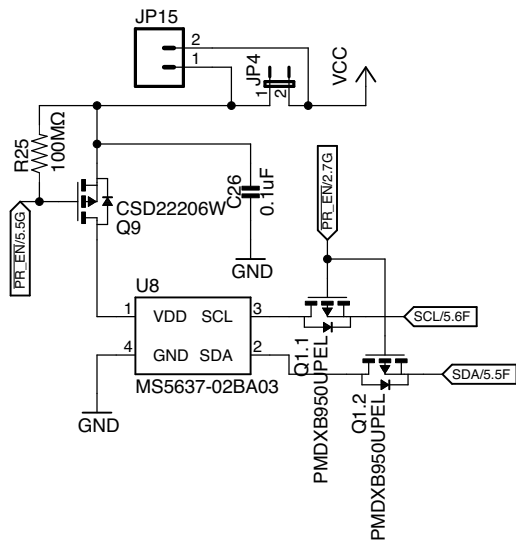 JP15
2
1
JP4
1
2
VCC
R25
100MΩ
C26
0.1uF
CSD22206W
Q9
PR_EN/5.5G
PR_EN/2.7G
GND
U8
1
VDD
SCL
3
4
GND
SDA
2
MS5637-02BA03
GND
SCL/5.6F
SDA/5.5F
Q1.1
PMDXB950UPEL
Q1.2
PMDXB950UPEL